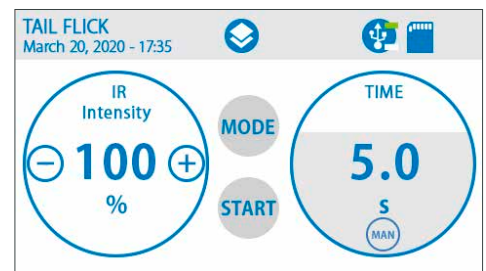 TAIL FLICK
March 20, 2020 - 17:35
IR
Intensity
100
%
MODE
START
TIME
5.0
S
MAN